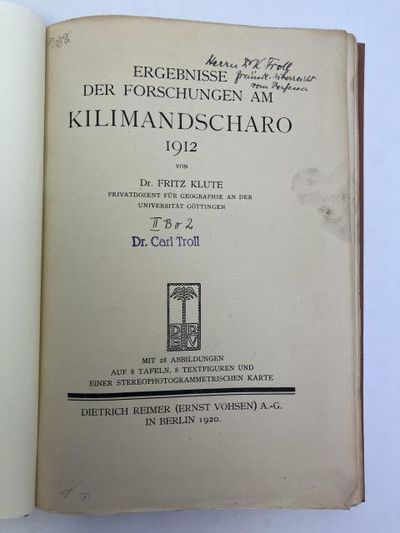 Herrn Dr. K. Troll
freundl. überreicht
vom Verfasser
ERGEBNISSE
DER FORSCHUNGEN AM
KILIMANDSCHARO
1912
VON
Dr. FRITZ KLUTE
PRIVATDOZENT FÜR GEOGRAPHIE AN DER
UNIVERSITÄT GÖTTINGEN
II B 2
Dr. Carl Troll
D R
E V
MIT 28 ABBILDUNGEN
AUF 8 TAFELN, 8 TEXTFIGUREN UND
EINER STEREOPHOTOGRAMMETRISCHEN KARTE
DIETRICH REIMER (ERNST VOHSEN) A.-G.
IN BERLIN 1920.